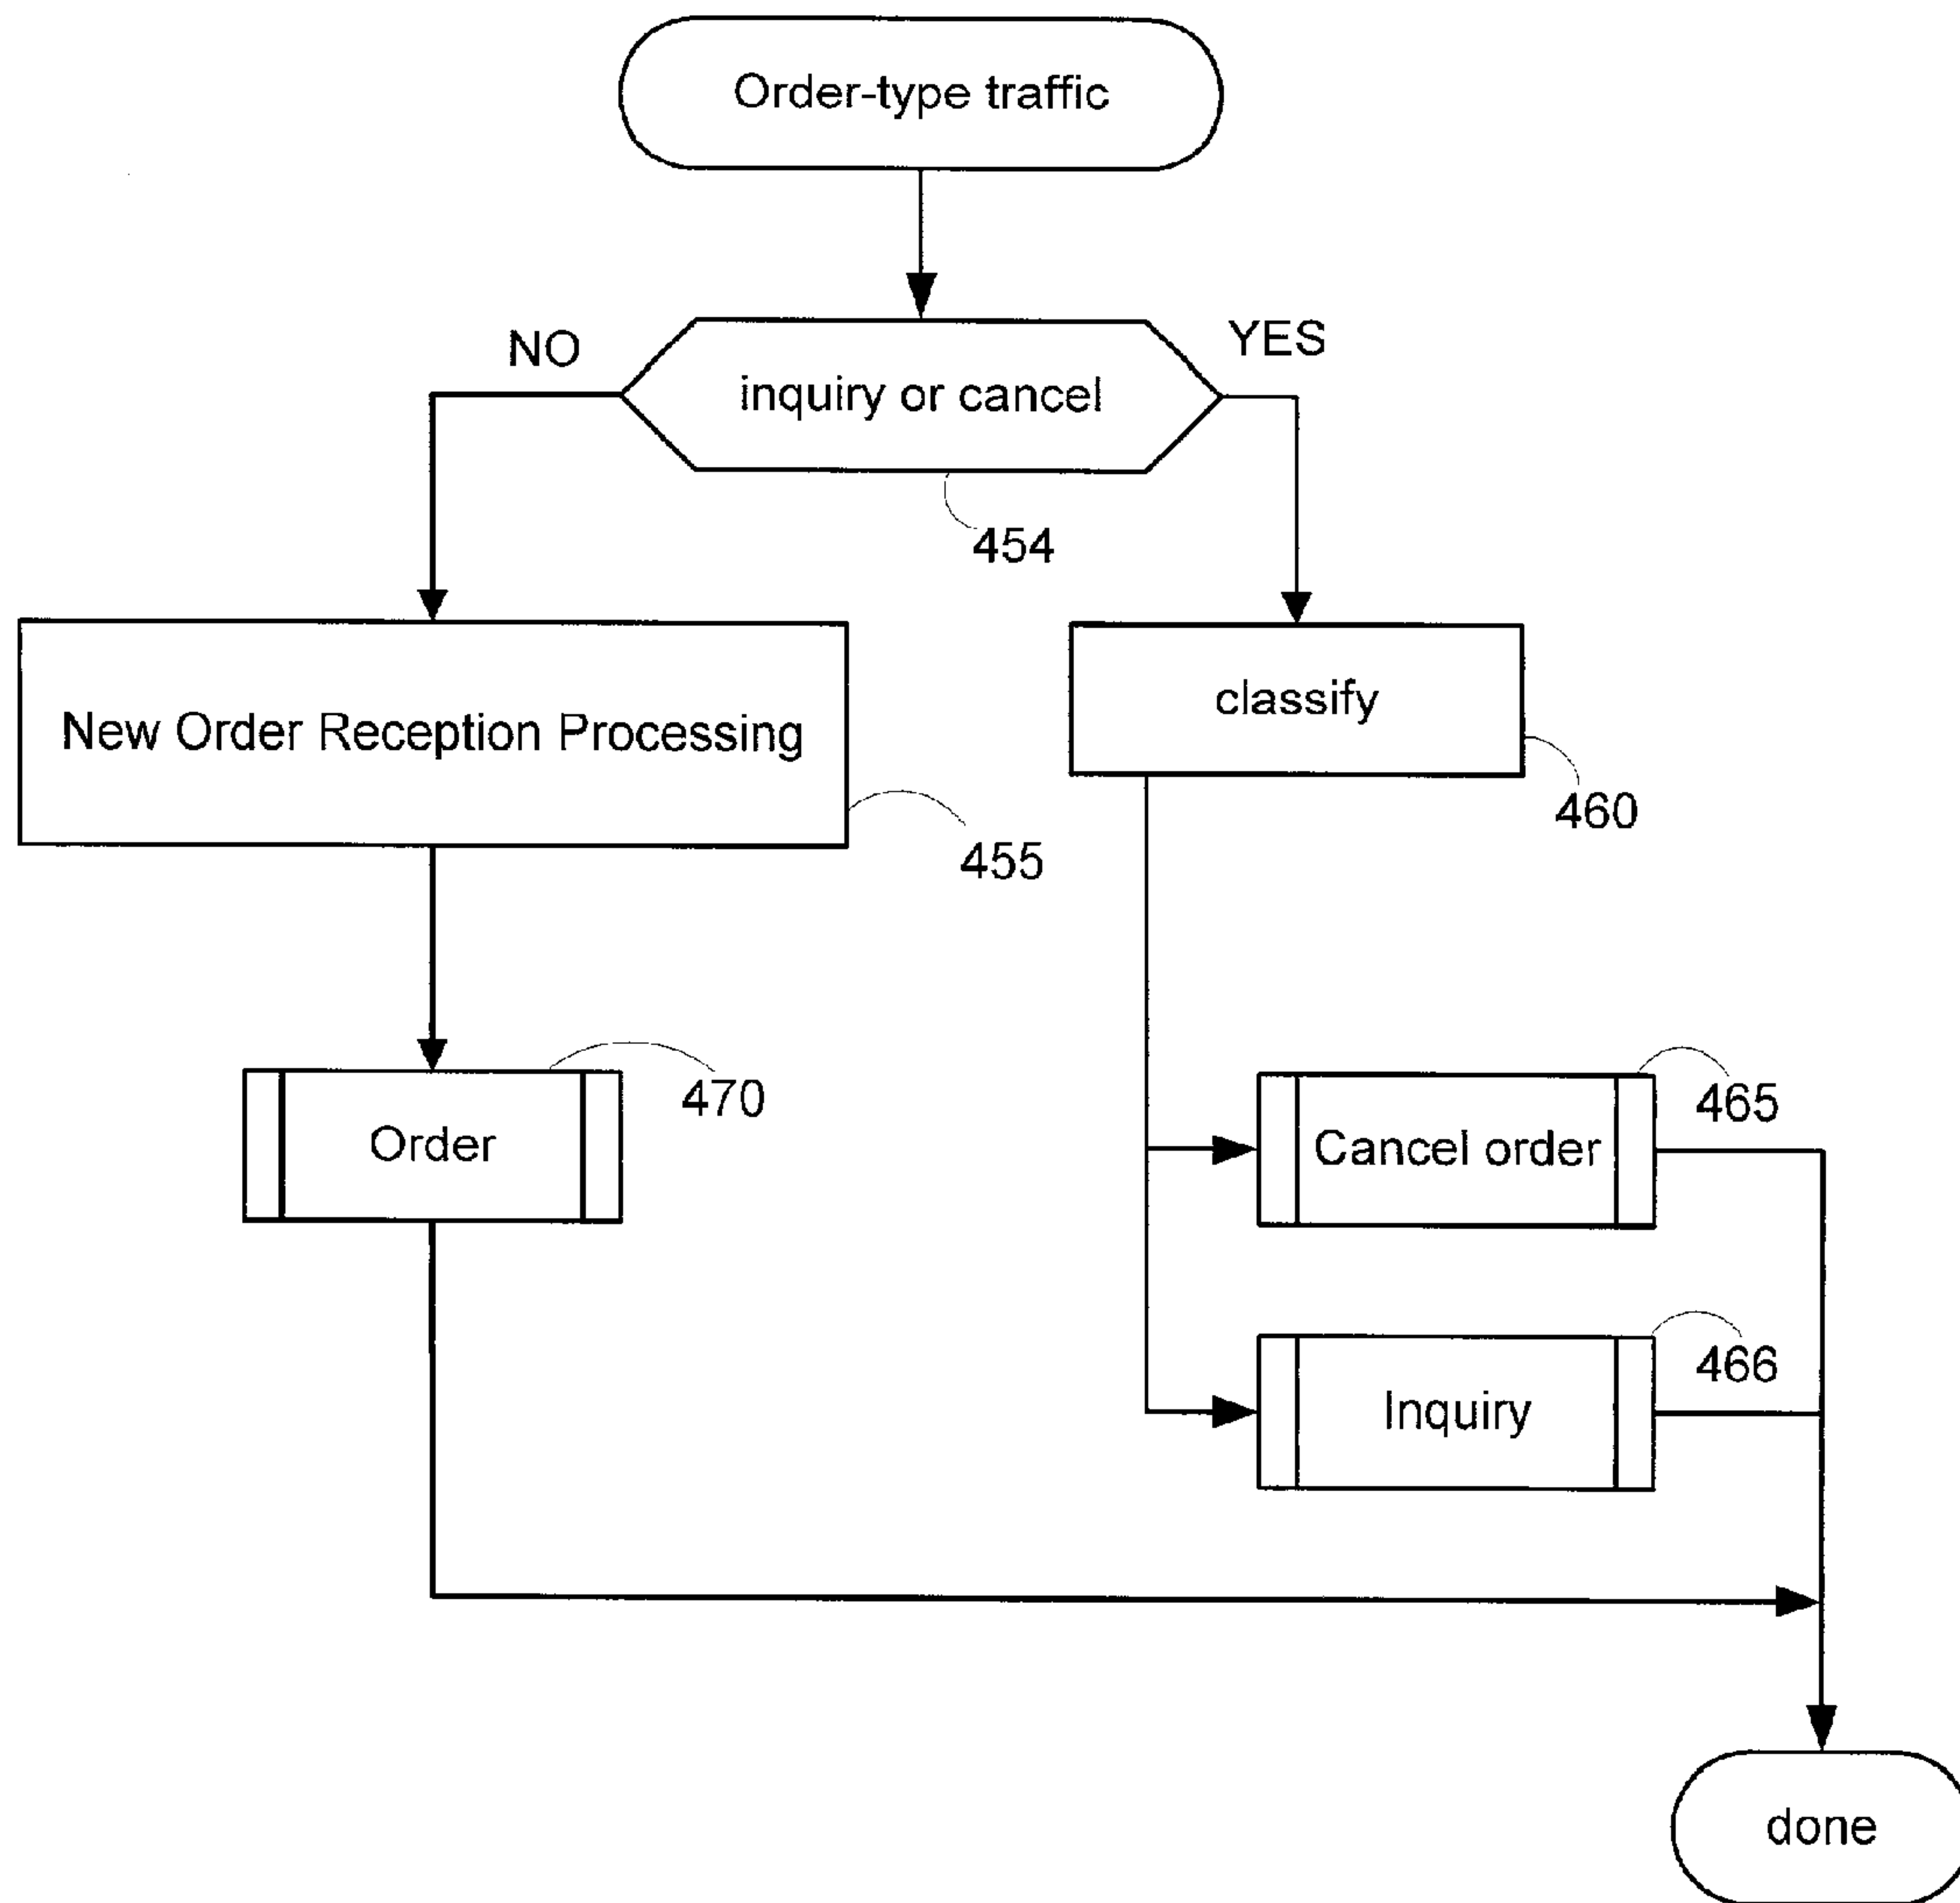 Order-type traffic
NO
YES
inquiry or cancel
454
New Order Reception Processing
classify
460
455
470
Order
465
Cancel order
466
Inquiry
done